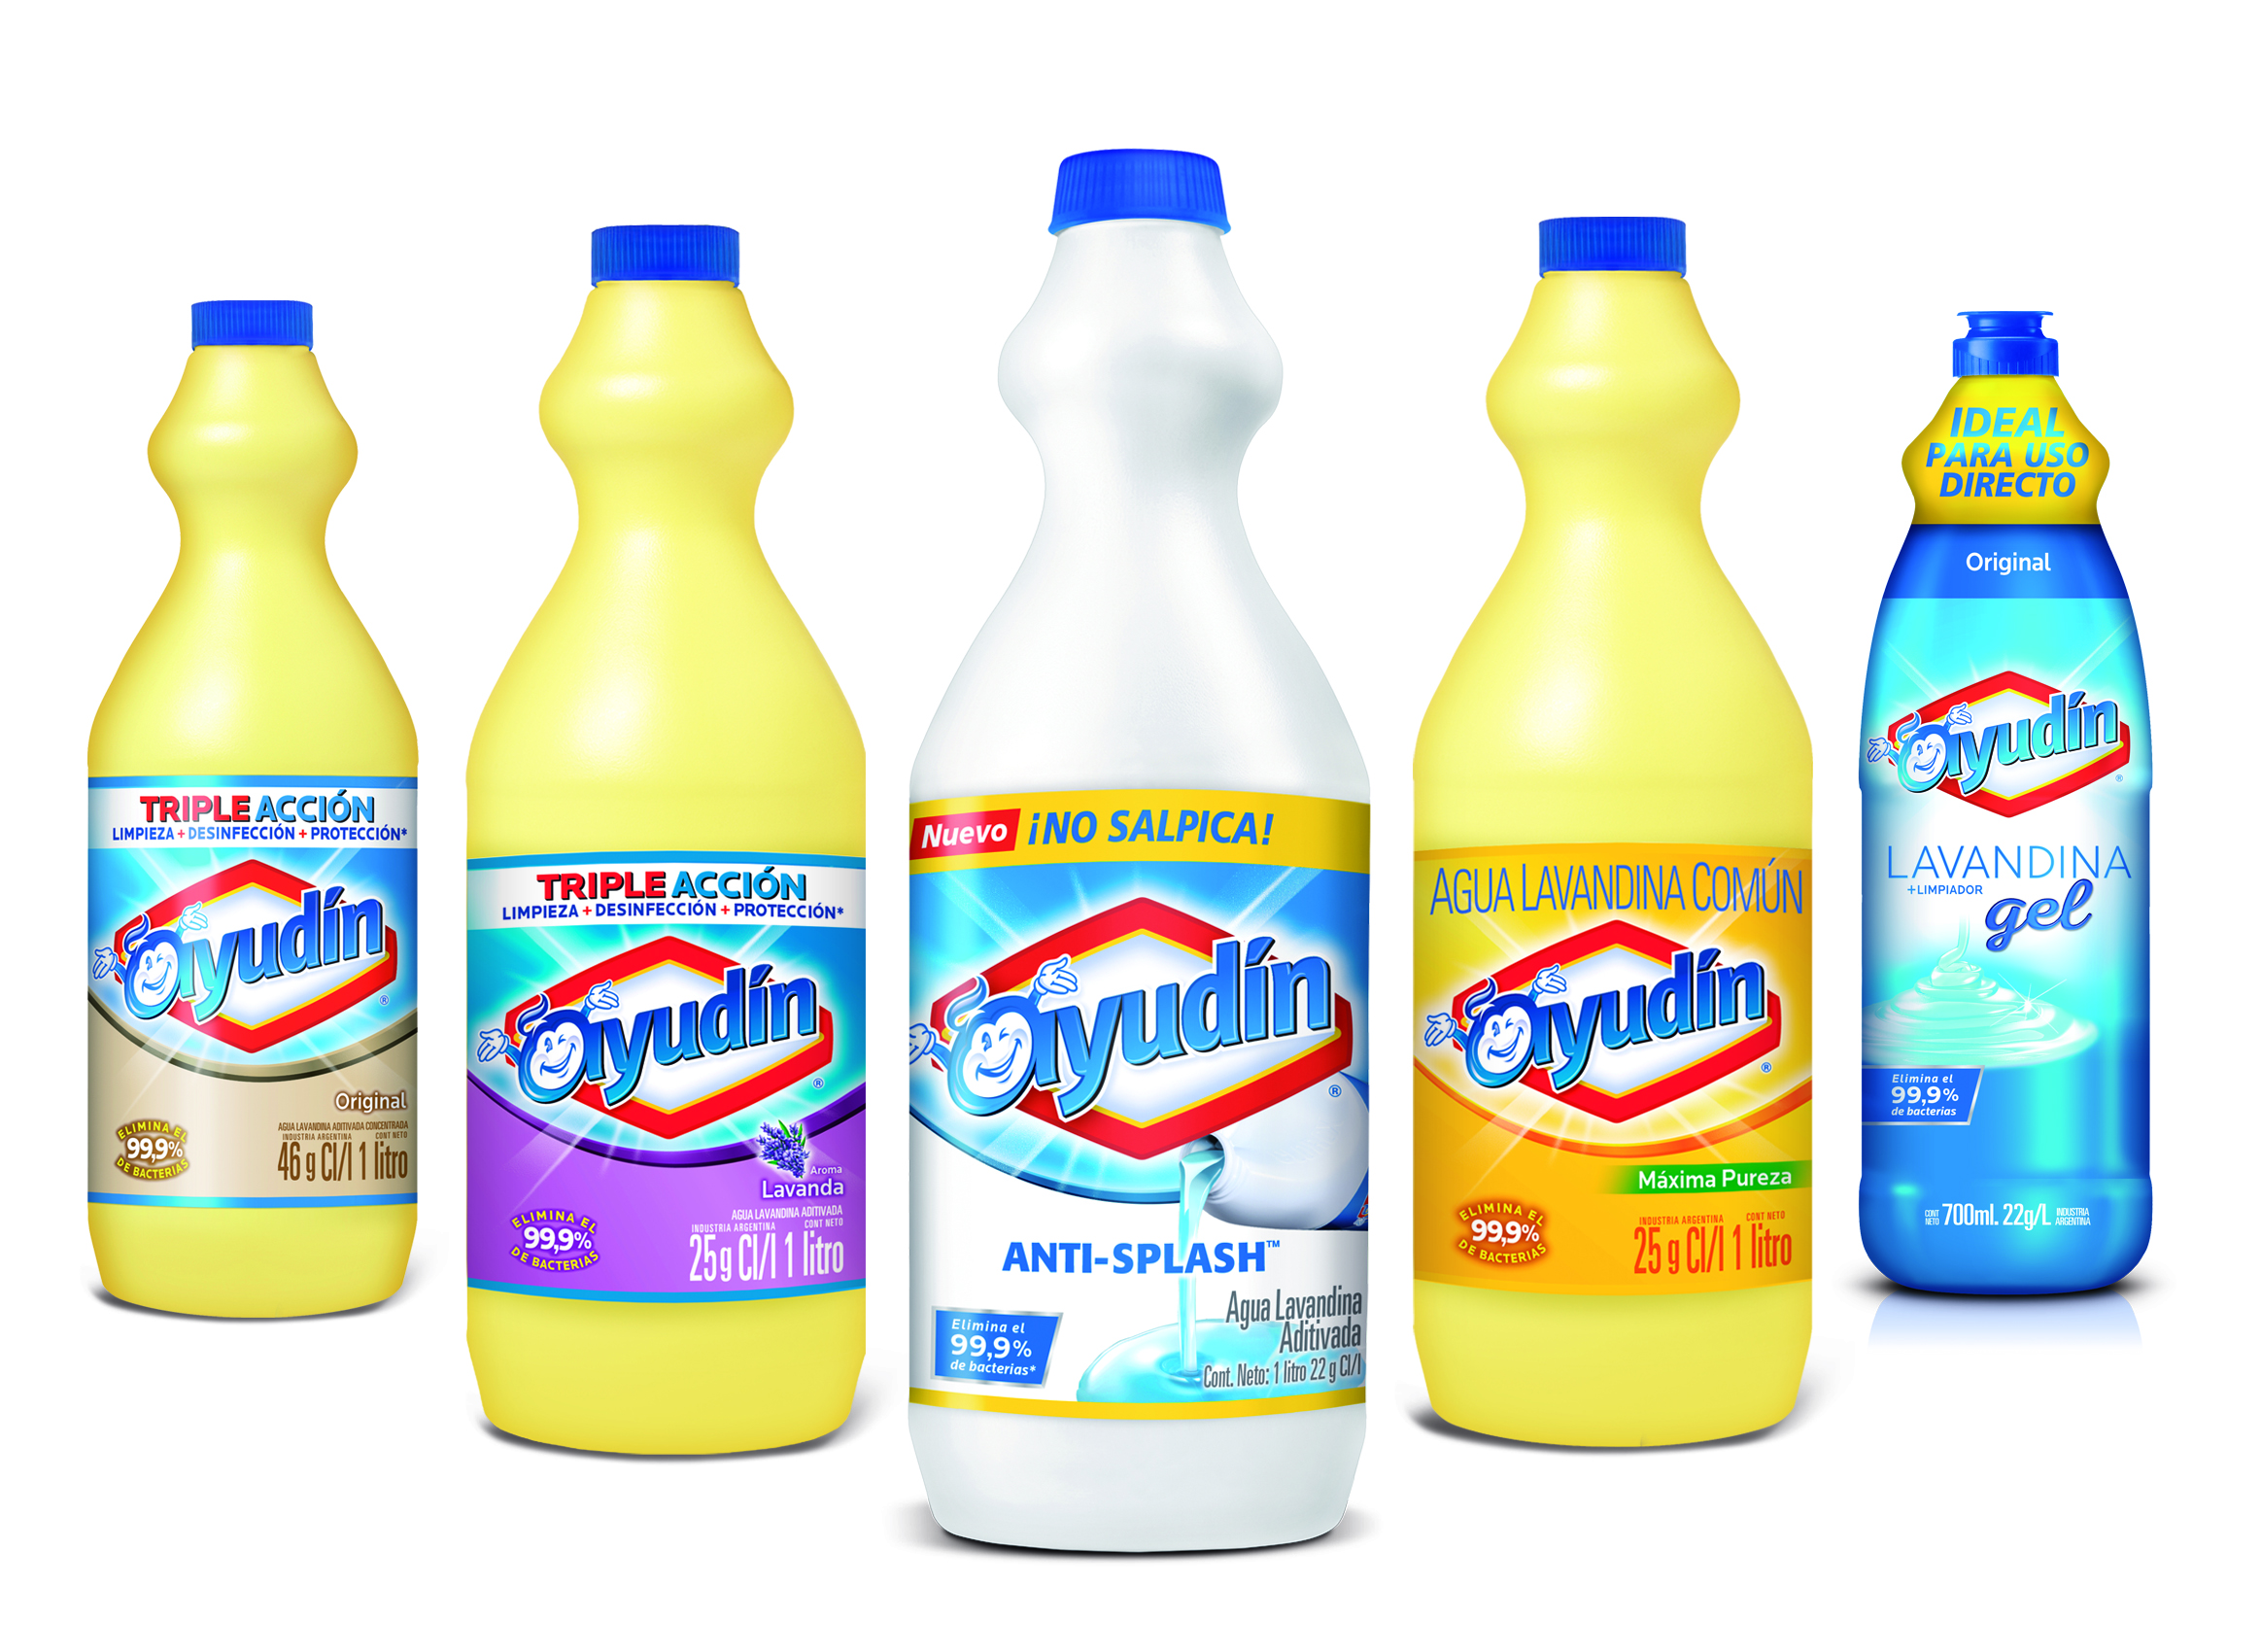 TRIPLE ACCIÓN
LIMPIEZA + DESINFECCIÓN + PROTECCIÓN*
Ayudín
®
Original
AGUA LAVANDINA ADITIVADA CONCENTRADA
INDUSTRIA ARGENTINA CONT NETO
46 g Cl/l 1 litro
ELIMINA EL
99,9%
DE BACTERIAS
TRIPLE ACCIÓN
LIMPIEZA + DESINFECCIÓN + PROTECCIÓN*
Ayudín
®
Aroma
Lavanda
AGUA LAVANDINA ADITIVADA
INDUSTRIA ARGENTINA CONT NETO
25 g Cl/l 1 litro
ELIMINA EL
99,9%
DE BACTERIAS
Nuevo ¡NO SALPICA!
Ayudín
®
ANTI-SPLASH™
Agua Lavandina
Aditivada
Cont. Neto: 1 litro 22 g Cl/l
Elimina el
99,9%
de bacterias*
AGUA LAVANDINA COMÚN
Ayudín
®
Máxima Pureza
INDUSTRIA ARGENTINA CONT NETO
25 g Cl/l 1 litro
ELIMINA EL
99,9%
DE BACTERIAS
IDEAL
PARA USO
DIRECTO
Original
Ayudín
®
LAVANDINA
+LIMPIADOR
gel
Elimina el
99,9%
de bacterias
CONT NETO 700ml. 22g/L INDUSTRIA ARGENTINA